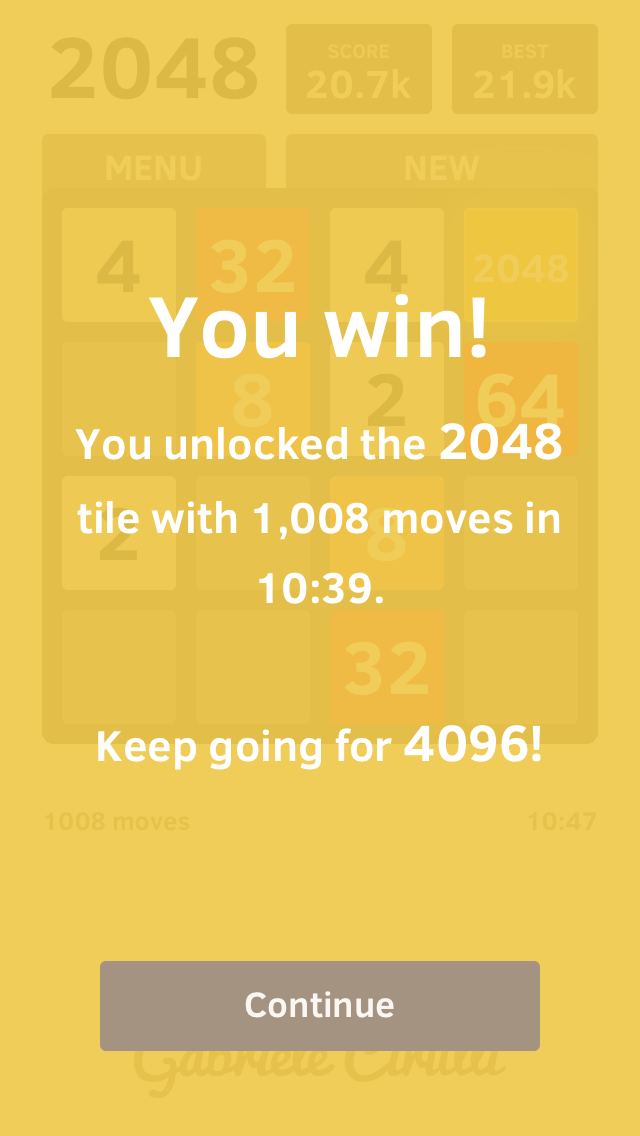 2048
SCORE
20.7k
BEST
21.9k
MENU
NEW
4 32 4 2048
You win!
8 2 64
You unlocked the 2048
tile with 1,008 moves in
10:39.
2 8
32
Keep going for 4096!
1008 moves
10:47
Continue
Gabriele Cirulli